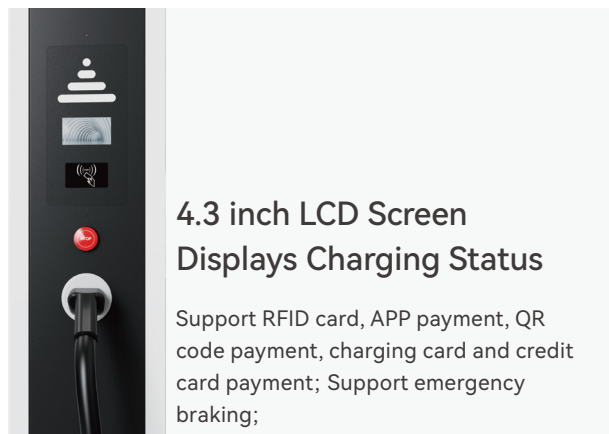 STOP
4.3 inch LCD Screen
Displays Charging Status
Support RFID card, APP payment, QR
code payment, charging card and credit
card payment; Support emergency
braking;